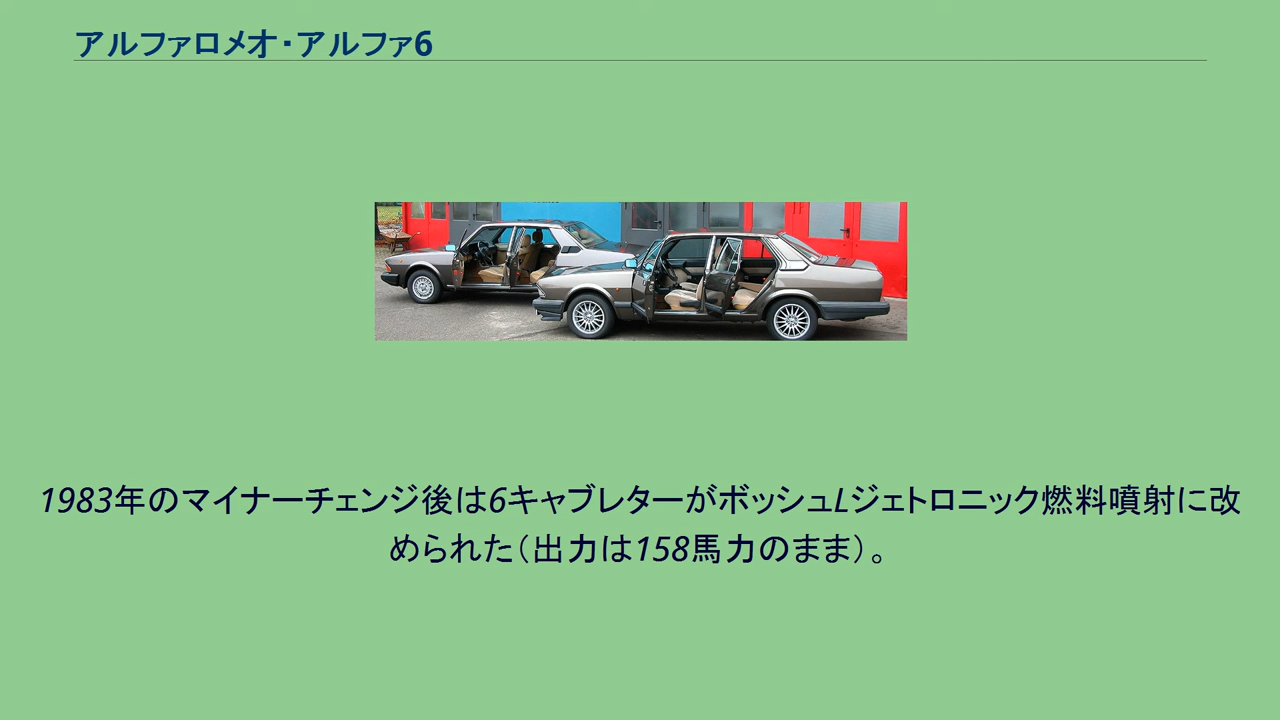 アルファロメオ・アルファ6
1983年のマイナーチェンジ後は6キャブレターがボッシュLジェトロニック燃料噴射に改
められた（出力は158馬力のまま）。